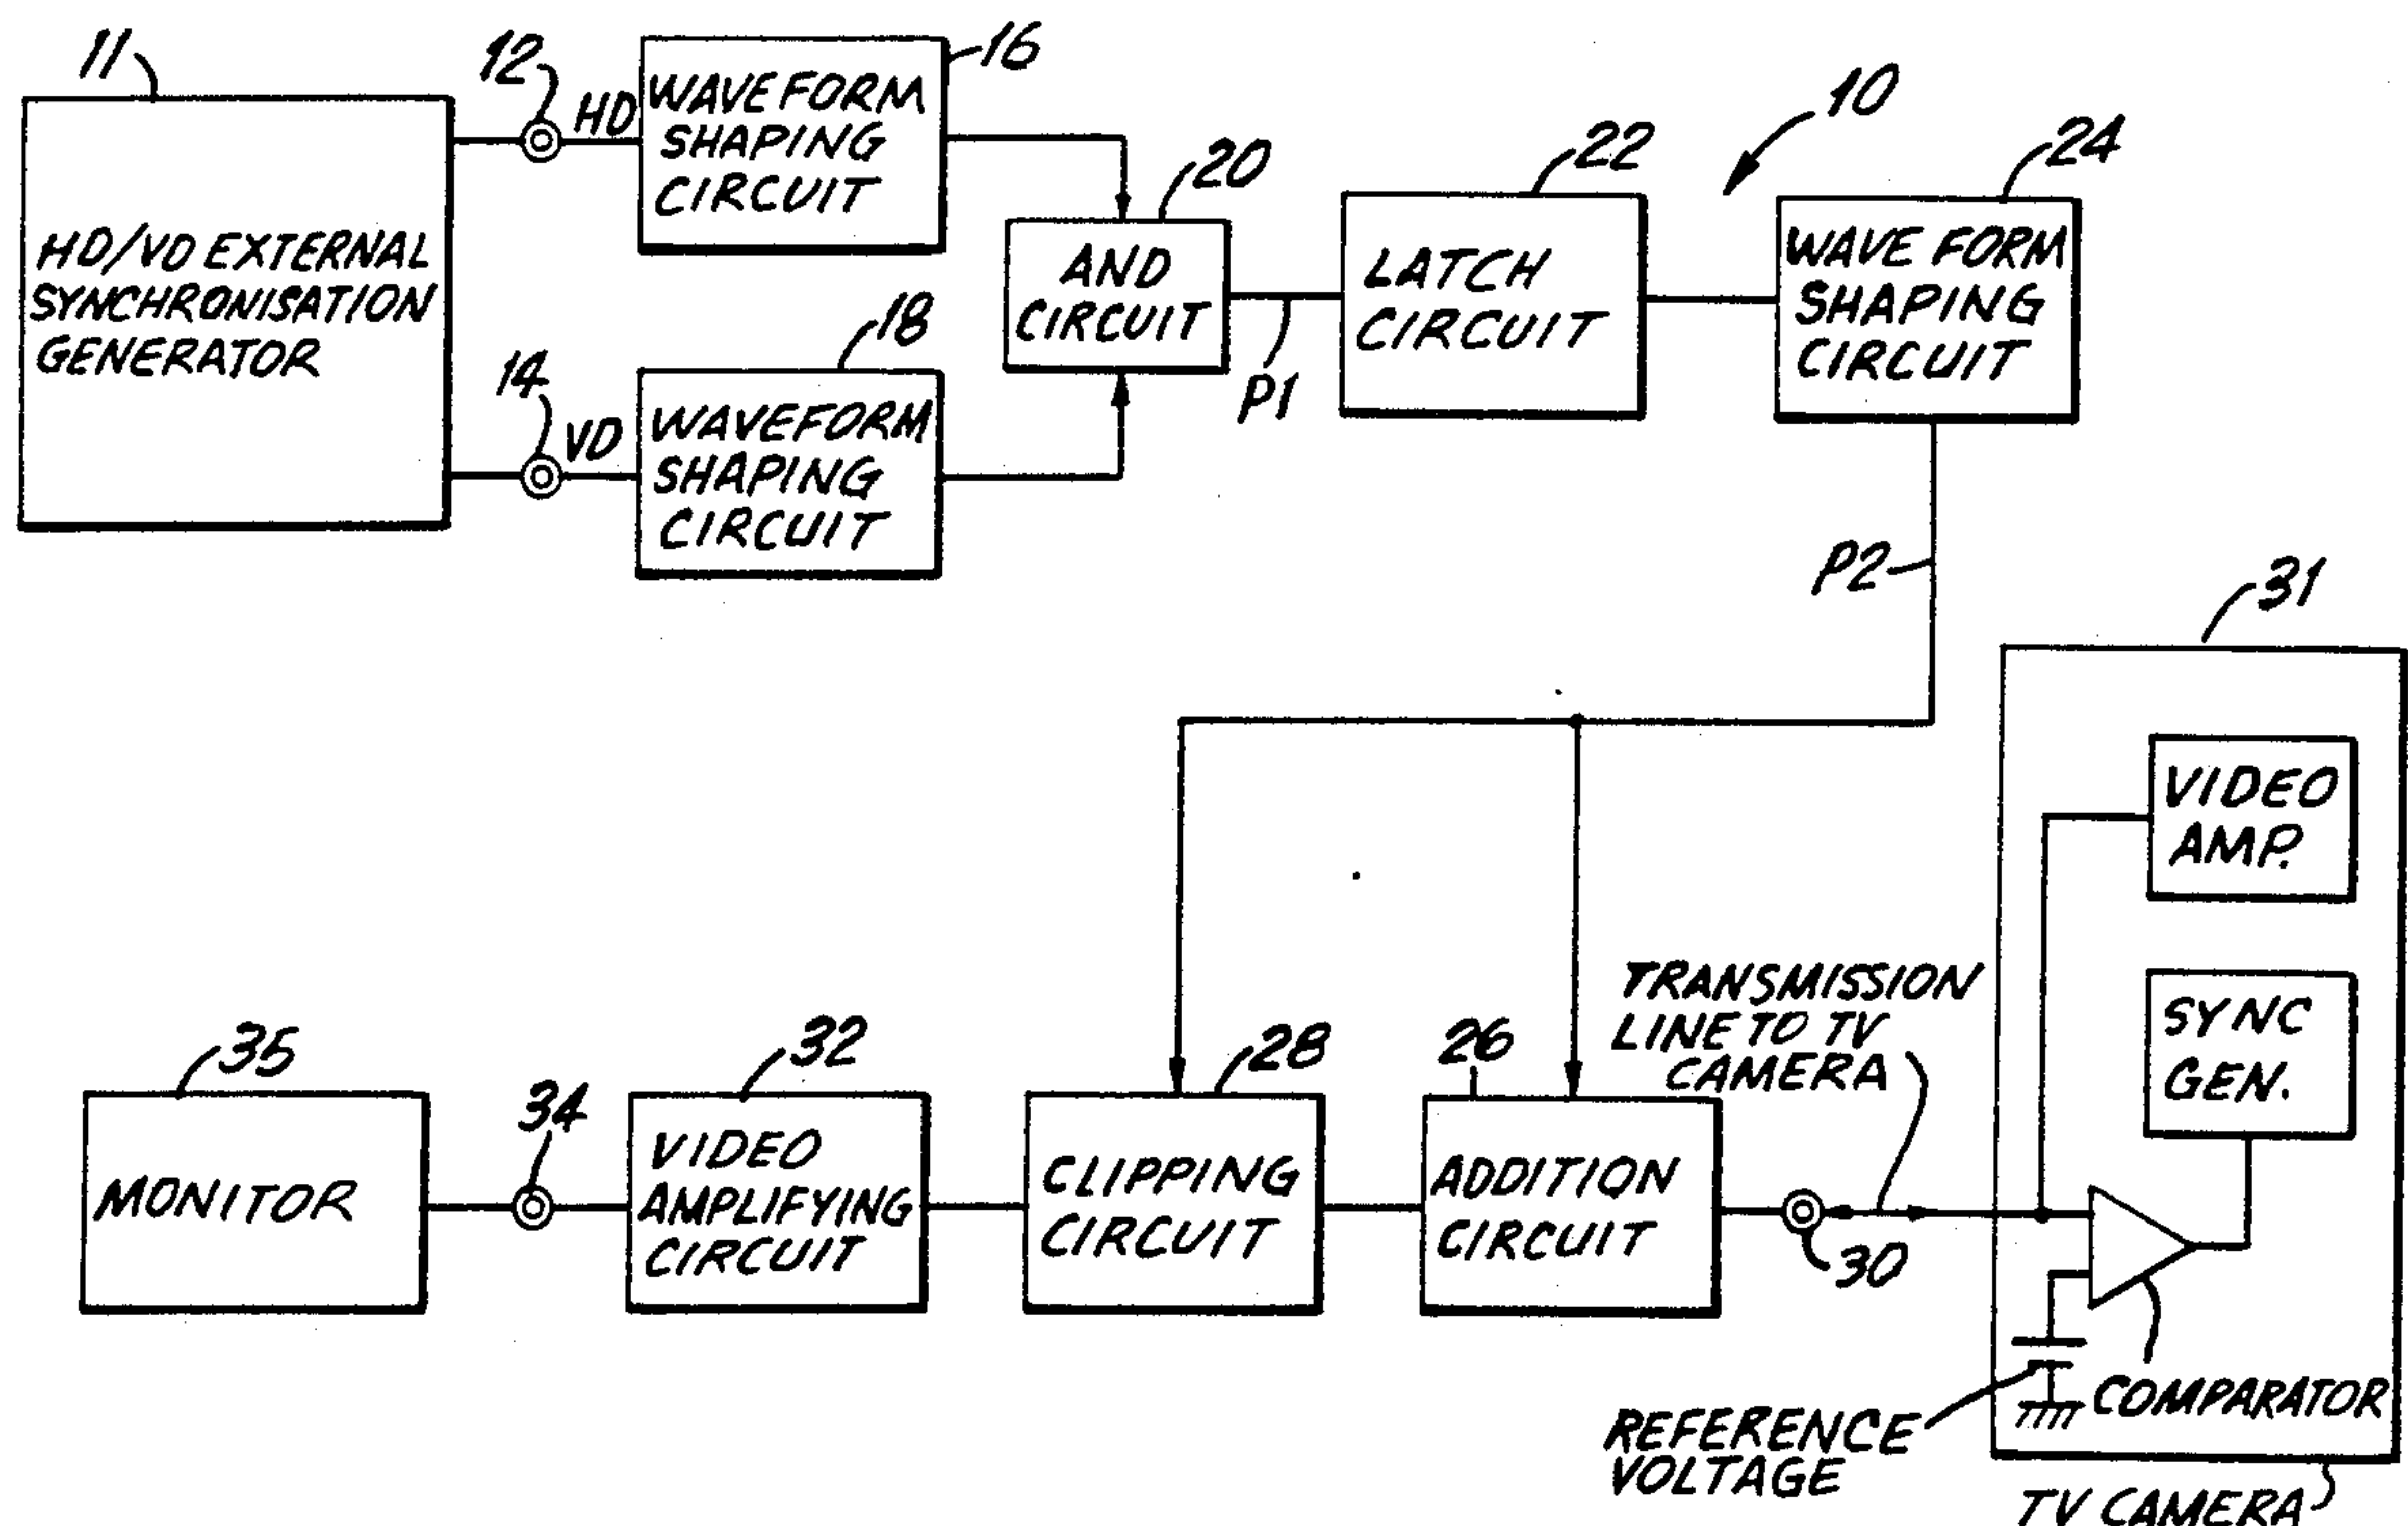 11
12
HD
16
WAVEFORM
SHAPING
CIRCUIT
HD/VD EXTERNAL
SYNCHRONISATION
GENERATOR
14
VD
18
WAVEFORM
SHAPING
CIRCUIT
20
AND
CIRCUIT
P1
22
LATCH
CIRCUIT
10
24
WAVE FORM
SHAPING
CIRCUIT
P2
31
VIDEO
AMP.
SYNC
GEN.
35
MONITOR
34
32
VIDEO
AMPLIFYING
CIRCUIT
28
CLIPPING
CIRCUIT
26
ADDITION
CIRCUIT
TRANSMISSION
LINE TO TV
CAMERA
30
COMPARATOR
REFERENCE
VOLTAGE
TV CAMERA